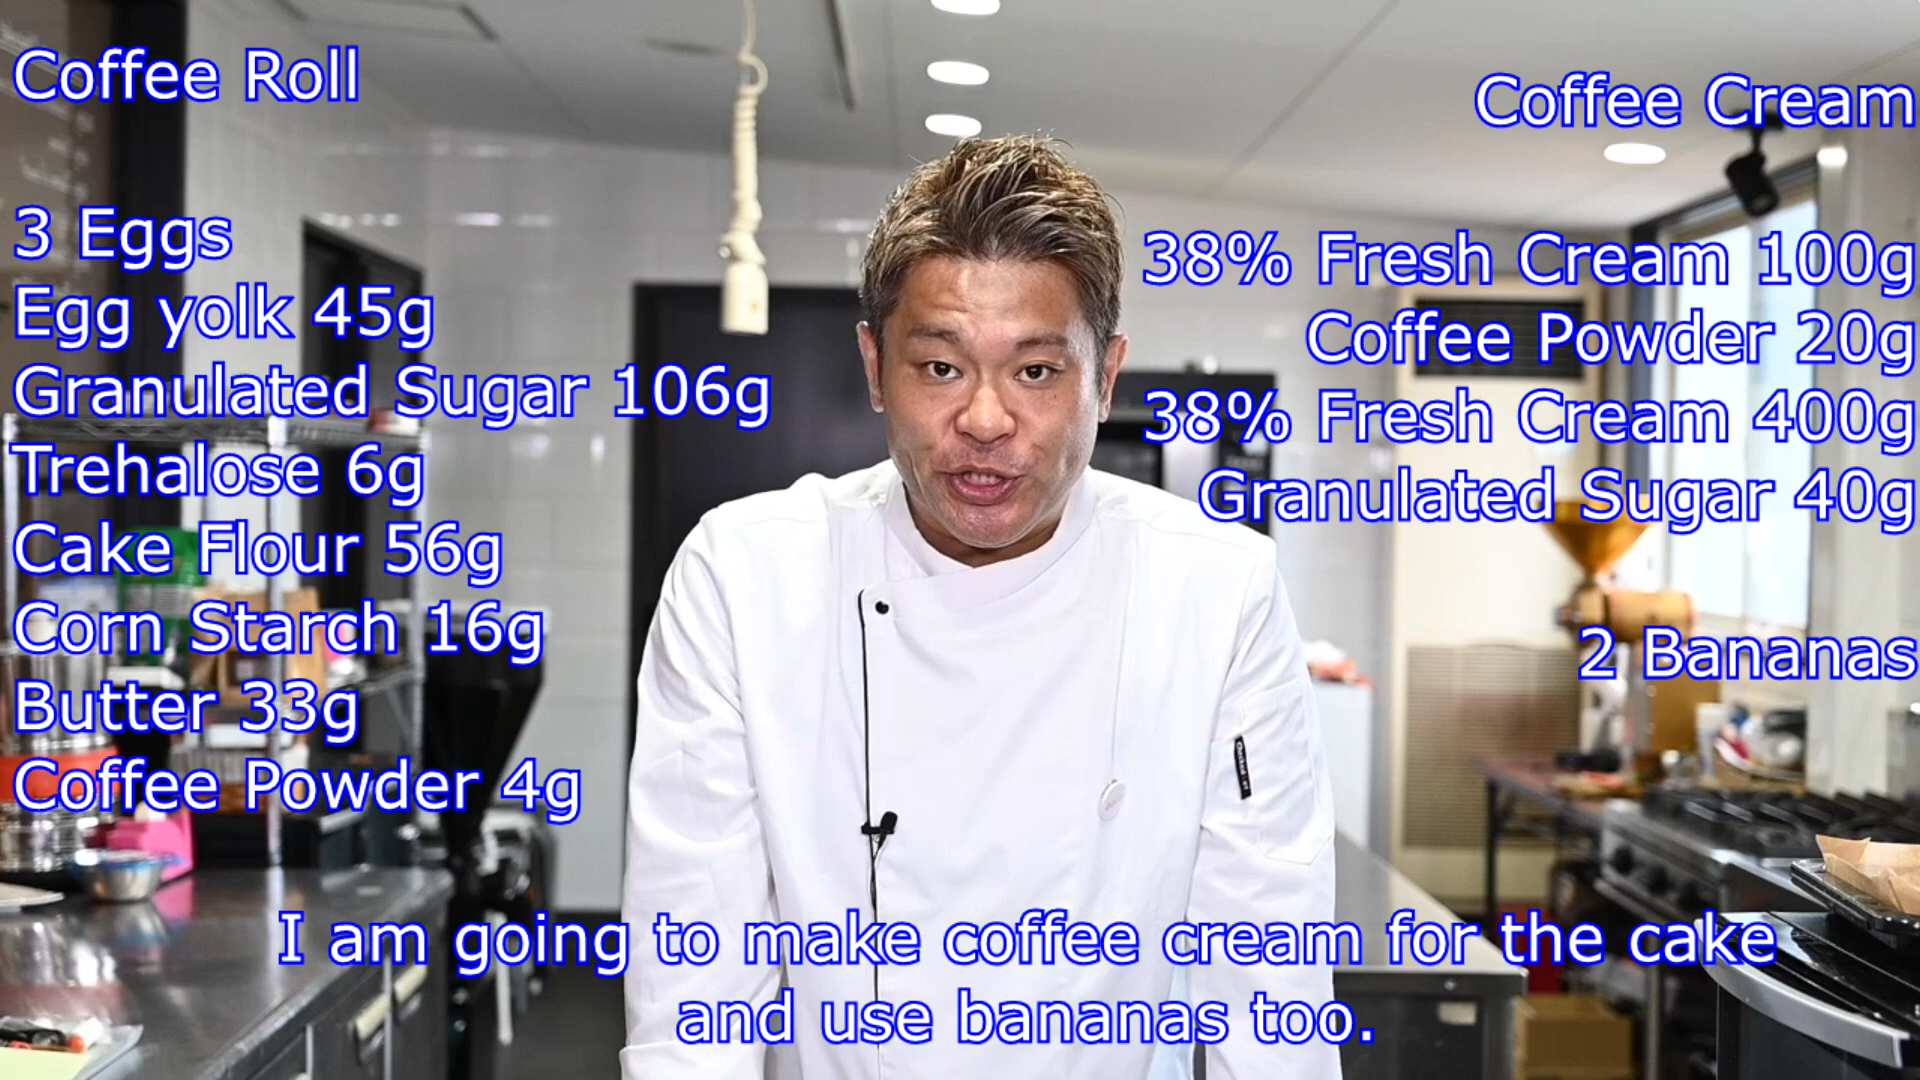 Coffee Roll
3 Eggs
Egg yolk 45g
Granulated Sugar 106g
Trehalose 6g
Cake Flour 56g
Corn Starch 16g
Butter 33g
Coffee Powder 4g
Coffee Cream
38% Fresh Cream 100g
Coffee Powder 20g
38% Fresh Cream 400g
Granulated Sugar 40g
2 Bananas
I am going to make coffee cream for the cake
and use bananas too.